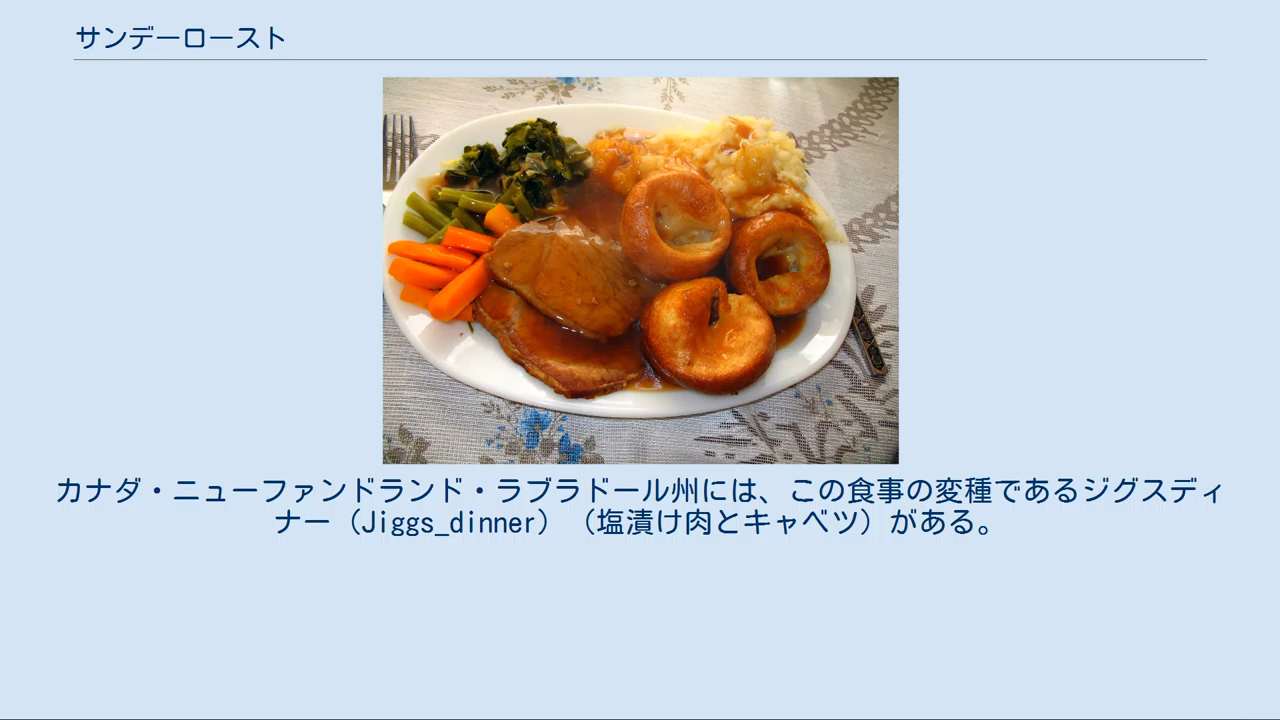 サンデーロースト
カナダ・ニューファンドランド・ラブラドール州には、この食事の変種であるジグスディ
ナー（Jiggs_dinner）（塩漬け肉とキャベツ）がある。